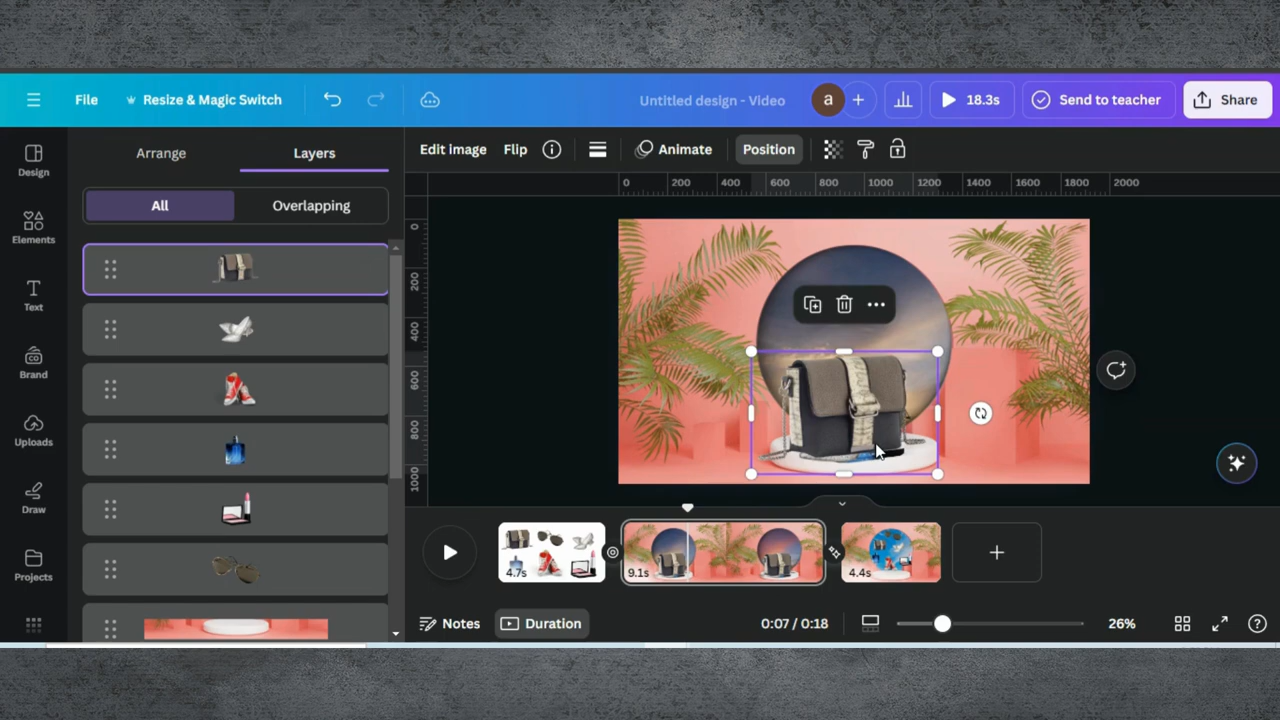 File
Resize & Magic Switch
Untitled design - Video
a
18.3s
Send to teacher
Share
Design
Elements
Text
Brand
Uploads
Draw
Projects
Arrange
Layers
All
Overlapping
Edit image
Flip
Animate
Position
0
200
400
600
800
1000
1200
1400
1600
1800
2000
0
200
400
600
800
1000
4.7s
9.1s
4.4s
Notes
Duration
0:07 / 0:18
26%